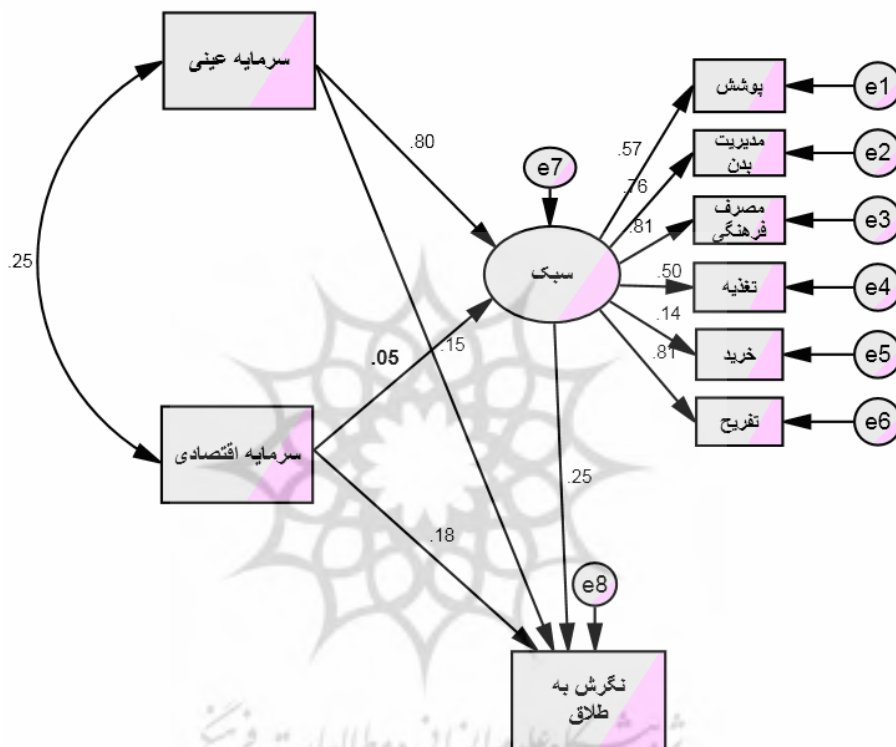 سرمایه عینی
پوشش
e1
.57
.80
مدیریت
بدن
e2
e7
.76
مصرف
فرهنگی
e3
.81
.25
سبک
.50
تغذیه
e4
.14
خرید
e5
.05
.15
.81
تفریح
e6
سرمایه اقتصادی
.25
.18
e8
نگرش به
طلاق